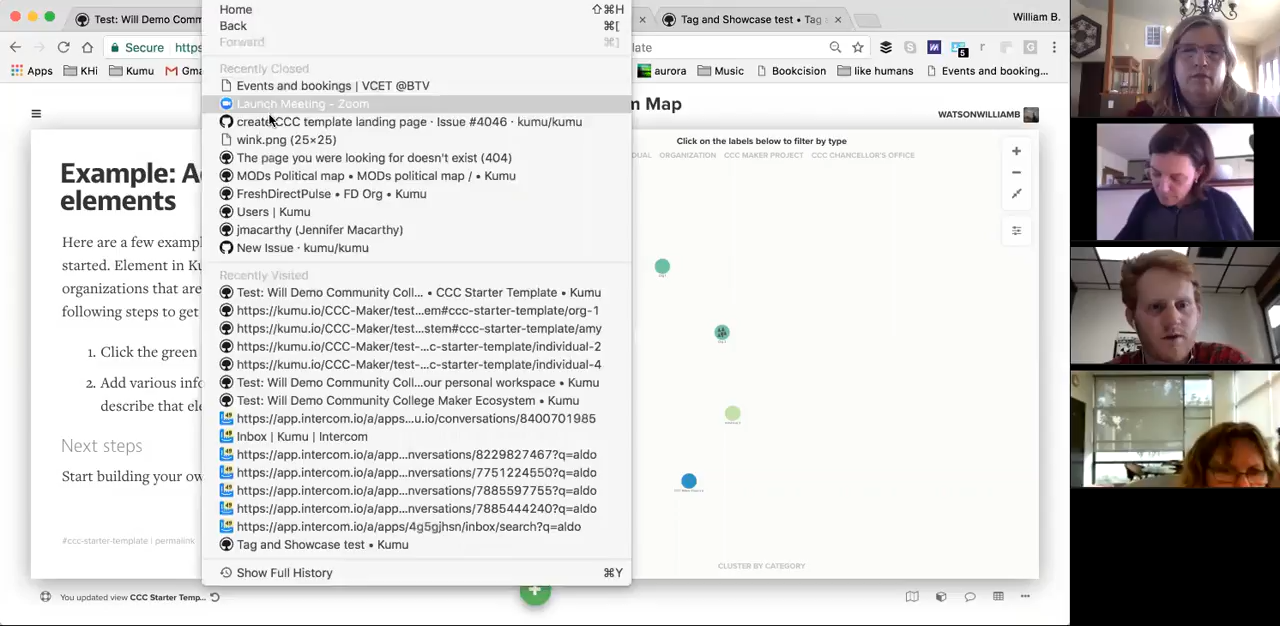 Test: Will Demo Comm
Tag and Showcase test • Tag
William B.
Secure
https
late
5
Apps
KHi
Kumu
Gma
aurora
Music
Bookcision
like humans
Events and booking...
Home ⇧⌘H
Back ⌘[
Forward ⌘]
Recently Closed
Events and bookings | VCET @BTV
Launch Meeting - Zoom
create CCC template landing page · Issue #4046 · kumu/kumu
wink.png (25×25)
The page you were looking for doesn't exist (404)
MODs Political map • MODs political map / • Kumu
FreshDirectPulse • FD Org • Kumu
Users | Kumu
jmacarthy (Jennifer Macarthy)
New Issue · kumu/kumu
Recently Visited
Test: Will Demo Community Coll... • CCC Starter Template • Kumu
https://kumu.io/CCC-Maker/test...em#ccc-starter-template/org-1
https://kumu.io/CCC-Maker/test...stem#ccc-starter-template/amy
https://kumu.io/CCC-Maker/test-...c-starter-template/individual-2
https://kumu.io/CCC-Maker/test-...c-starter-template/individual-4
Test: Will Demo Community Coll...our personal workspace • Kumu
Test: Will Demo Community College Maker Ecosystem • Kumu
https://app.intercom.io/a/apps...u.io/conversations/8400701985
Inbox | Kumu | Intercom
https://app.intercom.io/a/app...nversations/8229827467?q=aldo
https://app.intercom.io/a/app...nversations/7751224550?q=aldo
https://app.intercom.io/a/app...nversations/7885597755?q=aldo
https://app.intercom.io/a/app...nversations/7885444240?q=aldo
https://app.intercom.io/a/apps/4g5gjhsn/inbox/search?q=aldo
Tag and Showcase test • Kumu
Show Full History ⌘Y
m Map
WATSONWILLIAMB
Example: A
elements
Here are a few examp
started. Element in Ku
organizations that are
following steps to get
1. Click the green
2. Add various info
describe that ele
Next steps
Start building your ow
#ccc-starter-template | permalink
Click on the labels below to filter by type
DUAL ORGANIZATION CCC MAKER PROJECT CCC CHANCELLOR'S OFFICE
CLUSTER BY CATEGORY
You updated view CCC Starter Temp...